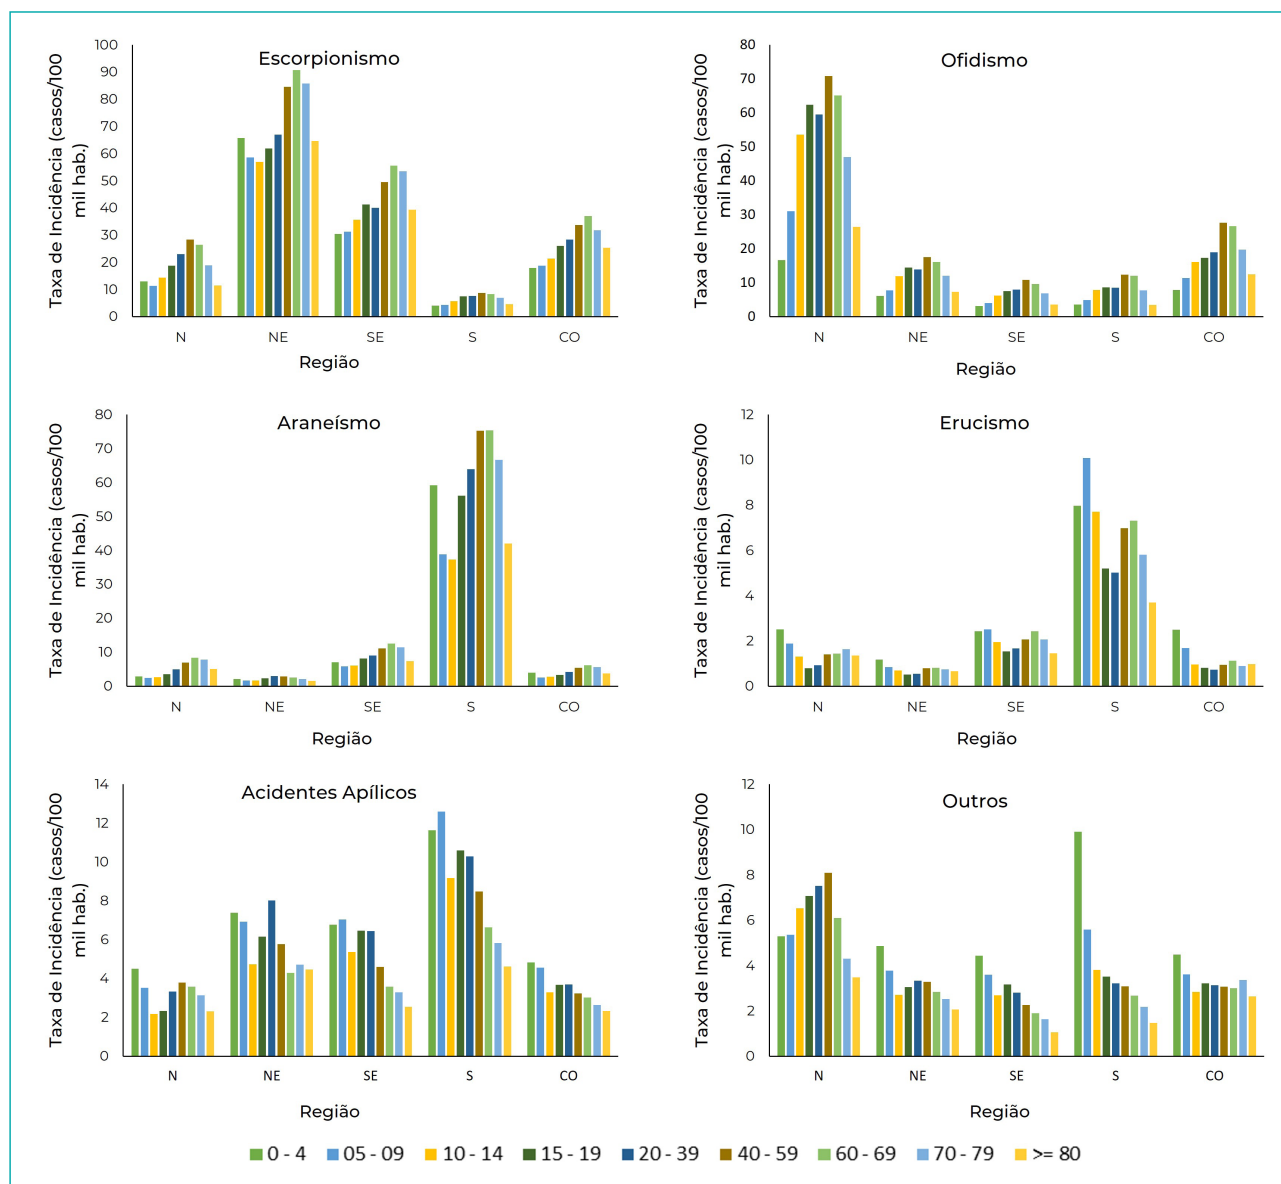 Escorpionismo
Taxa de Incidência (casos/100
mil hab.)
100
90
80
70
60
50
40
30
20
10
0
N NE SE S CO
Região
Ofidismo
Taxa de Incidência (casos/100
mil hab.)
80
70
60
50
40
30
20
10
0
N NE SE S CO
Região
Araneísmo
Taxa de Incidência (casos/100
mil hab.)
80
70
60
50
40
30
20
10
0
N NE SE S CO
Região
Erucismo
Taxa de Incidência (casos/100
mil hab.)
12
10
8
6
4
2
0
N NE SE S CO
Região
Acidentes Apílicos
Taxa de Incidência (casos/100
mil hab.)
14
12
10
8
6
4
2
0
N NE SE S CO
Região
Outros
Taxa de Incidência (casos/100
mil hab.)
12
10
8
6
4
2
0
N NE SE S CO
Região
0 - 4 05 - 09 10 - 14 15 - 19 20 - 39 40 - 59 60 - 69 70 - 79 >= 80